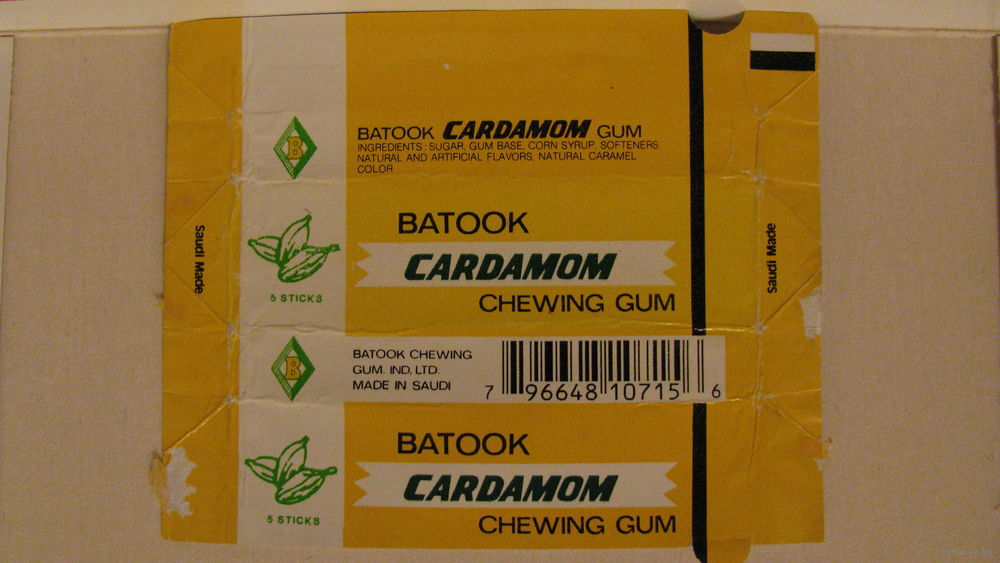 B
BATOOK CARDAMOM GUM
INGREDIENTS: SUGAR, GUM BASE, CORN SYRUP, SOFTENERS,
NATURAL AND ARTIFICIAL FLAVORS, NATURAL CARAMEL
COLOR
Saudi Made
BATOOK
CARDAMOM
CHEWING GUM
5 STICKS
Saudi Made
B
BATOOK CHEWING
GUM. IND, LTD.
MADE IN SAUDI
7 96648 10715 6
BATOOK
CARDAMOM
CHEWING GUM
5 STICKS